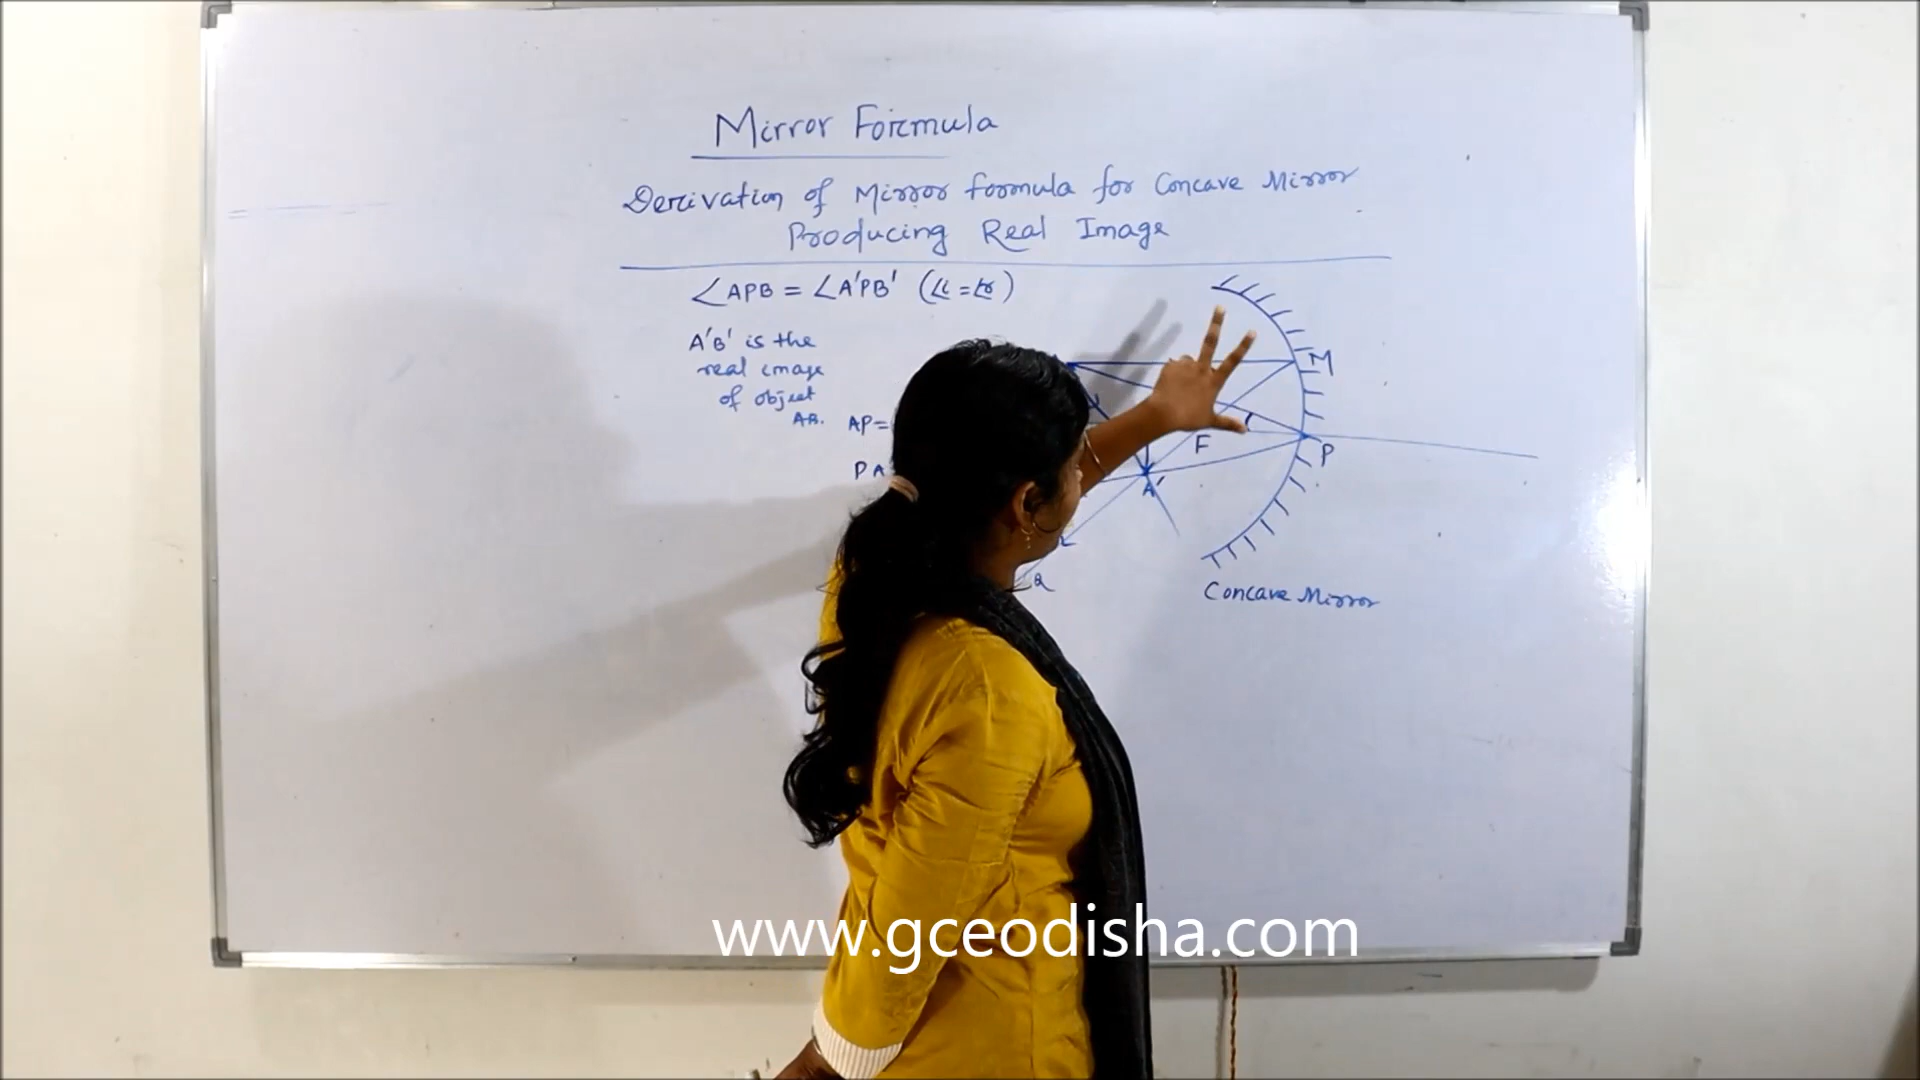 Mirror Formula
Derivation of Mirror formula for Concave Mirror
Producing Real Image
∠APB = ∠A'PB' (∠i = ∠r)
A'B' is the
real image
of object
AB.
AP=
PA
M
F
P
A'
Concave Mirror
www.gceodisha.com